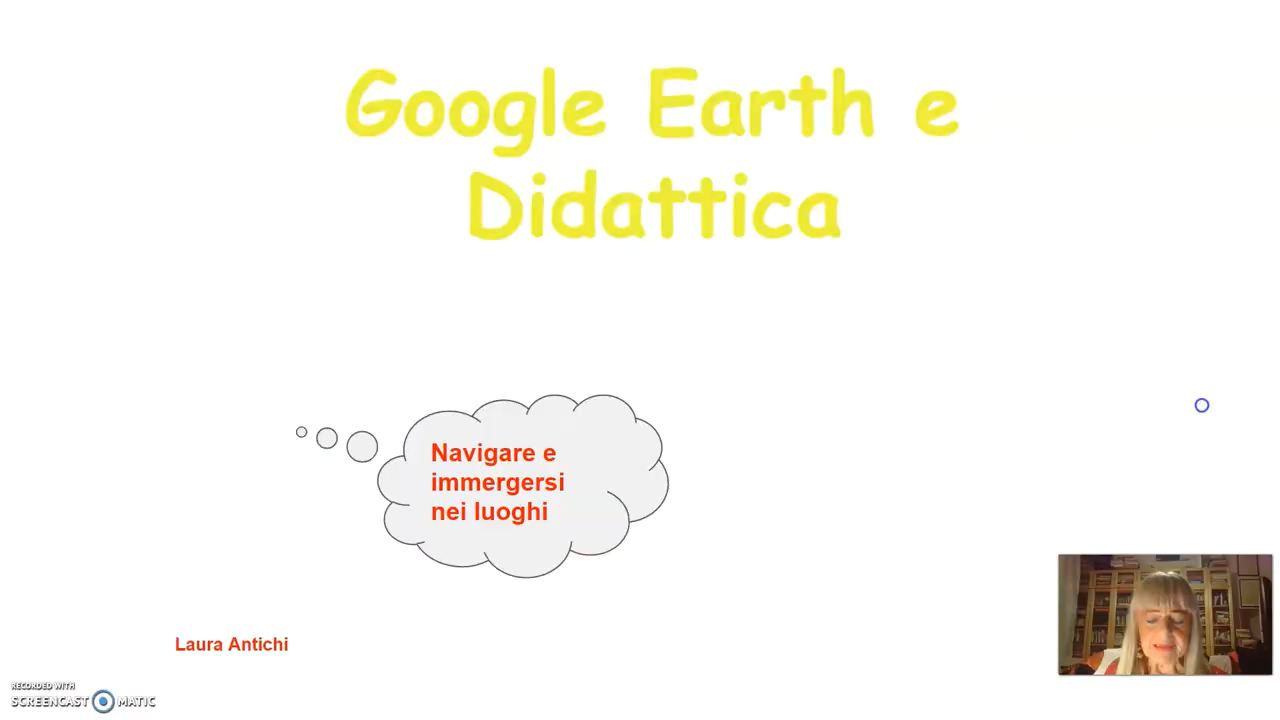 Google Earth e
Didattica
Navigare e
immergersi
nei luoghi
Laura Antichi
RECORDED WITH
SCREENCAST MATIC